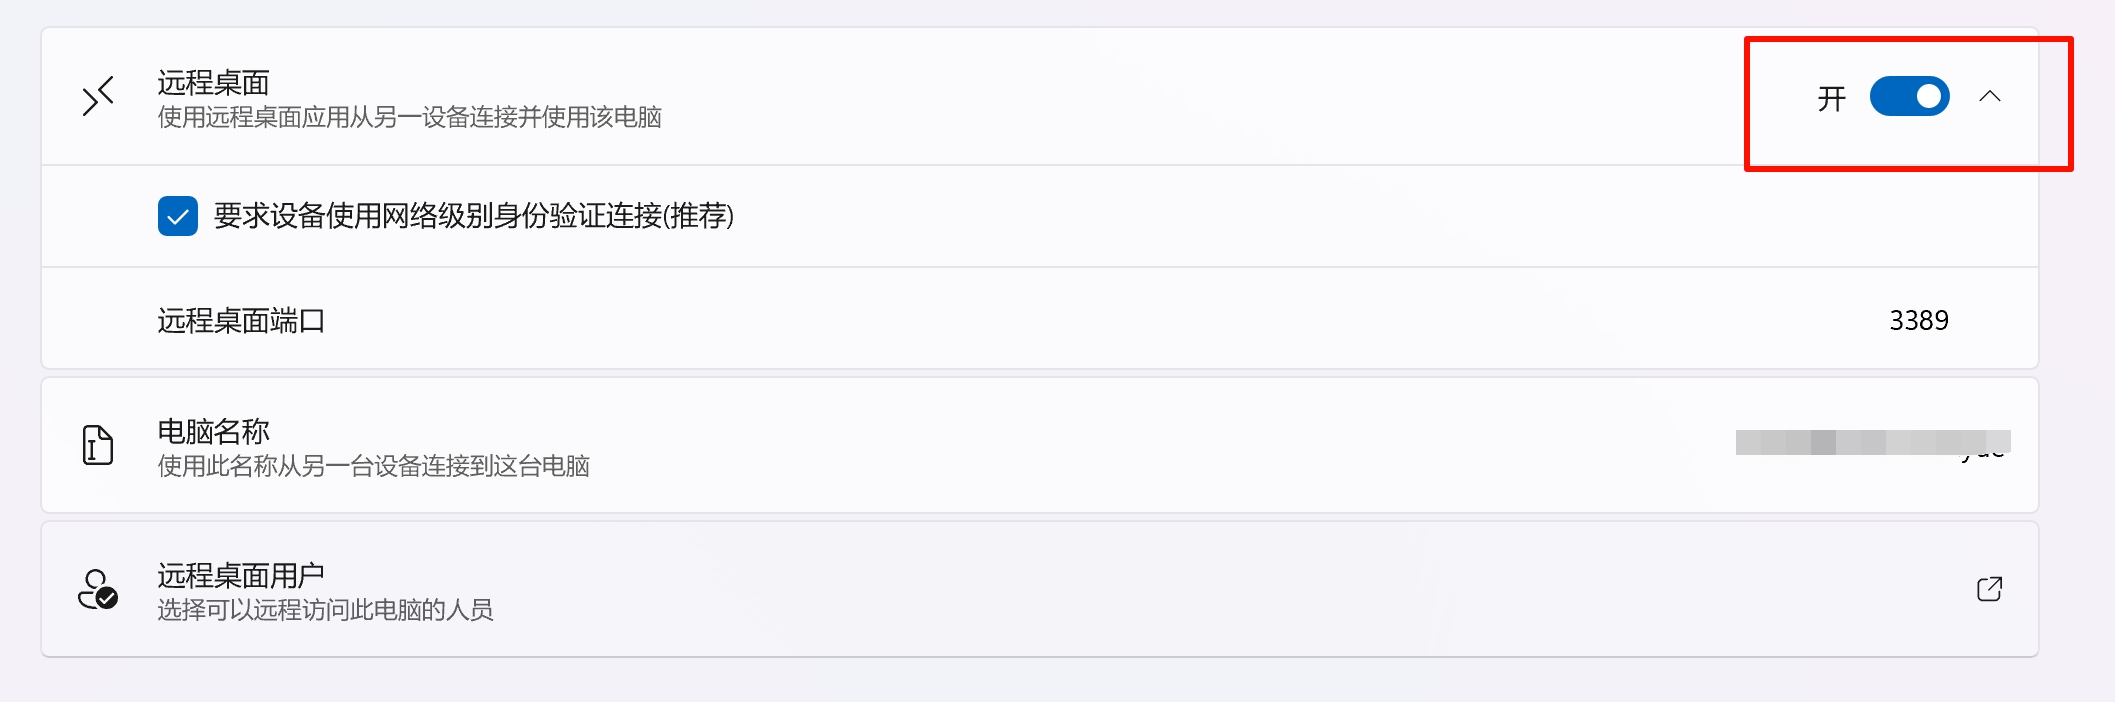 远程桌面
使用远程桌面应用从另一设备连接并使用该电脑
开
要求设备使用网络级别身份验证连接(推荐)
远程桌面端口
3389
电脑名称
使用此名称从另一台设备连接到这台电脑
远程桌面用户
选择可以远程访问此电脑的人员